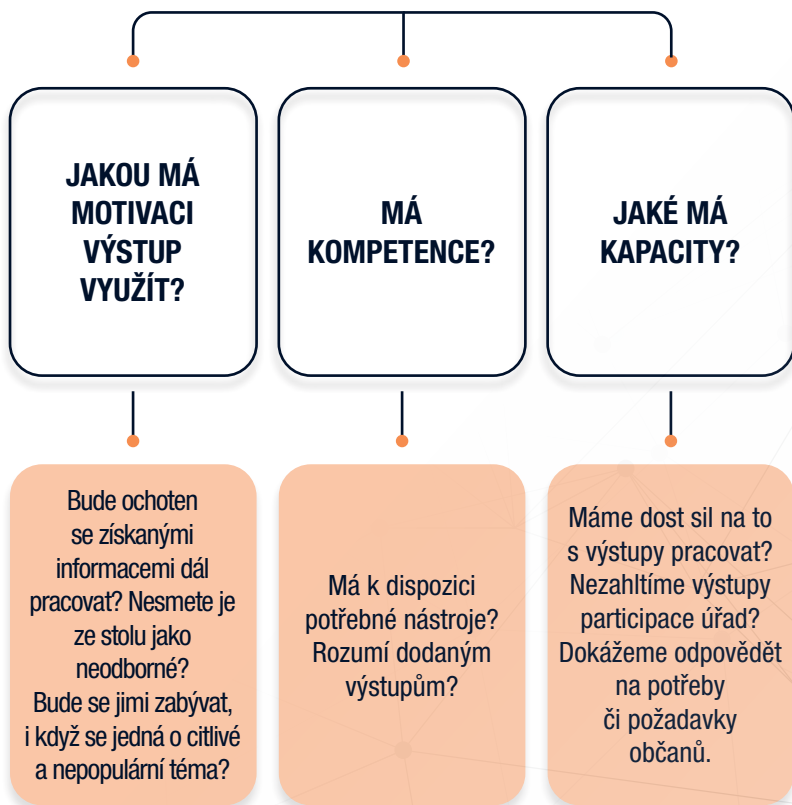 JAKOU MÁ
MOTIVACI
VÝSTUP
VYUŽÍT?
MÁ
KOMPETENCE?
JAKÉ MÁ
KAPACITY?
Bude ochoten
se získanými
informacemi dál
pracovat? Nesmete je
ze stolu jako
neodborné?
Bude se jimi zabývat,
i když se jedná o citlivé
a nepopulární téma?
Má k dispozici
potřebné nástroje?
Rozumí dodaným
výstupům?
Máme dost sil na to
s výstupy pracovat?
Nezahltíme výstupy
participace úřad?
Dokážeme odpovědět
na potřeby
či požadavky
občanů.